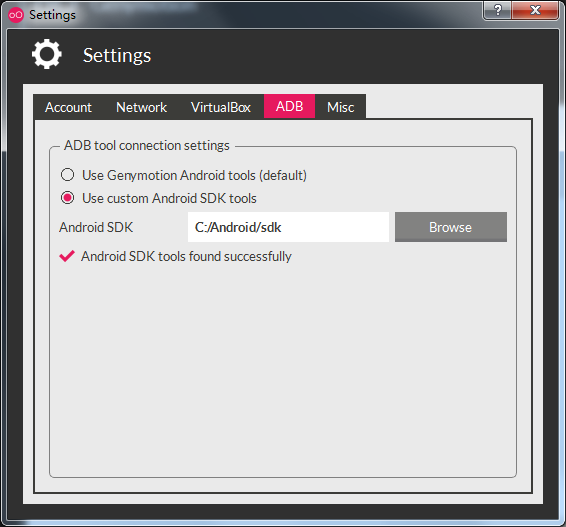 Settings
?
Settings
Account Network VirtualBox ADB Misc
ADB tool connection settings
Use Genymotion Android tools (default)
Use custom Android SDK tools
Android SDK C:/Android/sdk Browse
Android SDK tools found successfully